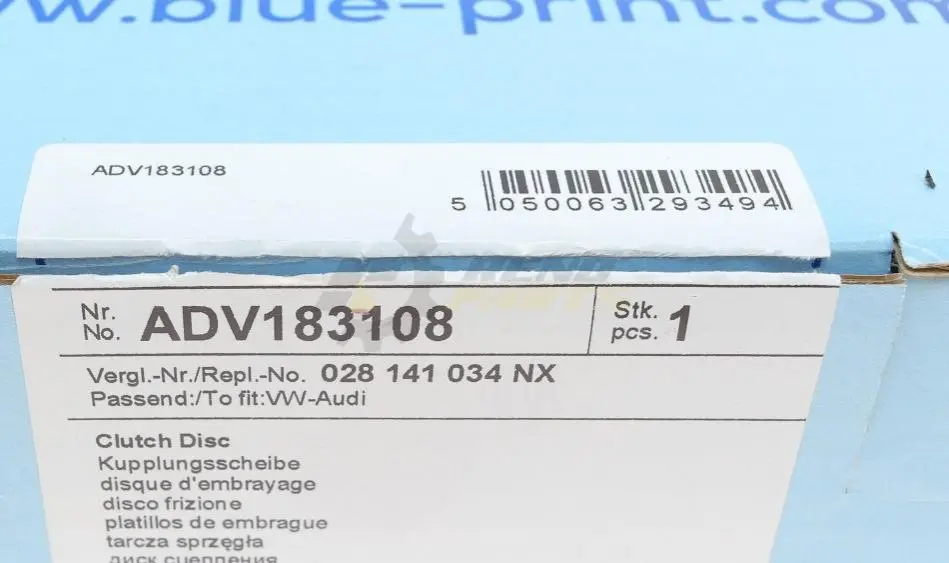 www.blue-print.com
ADV183108
5 050063 293494
Nr.
No. ADV183108
Stk.
pcs. 1
Vergl.-Nr./Repl.-No. 028 141 034 NX
Passend:/To fit:VW-Audi
Clutch Disc
Kupplungsscheibe
disque d'embrayage
disco frizione
platillos de embrague
tarcza sprzęgła
диск сцепления